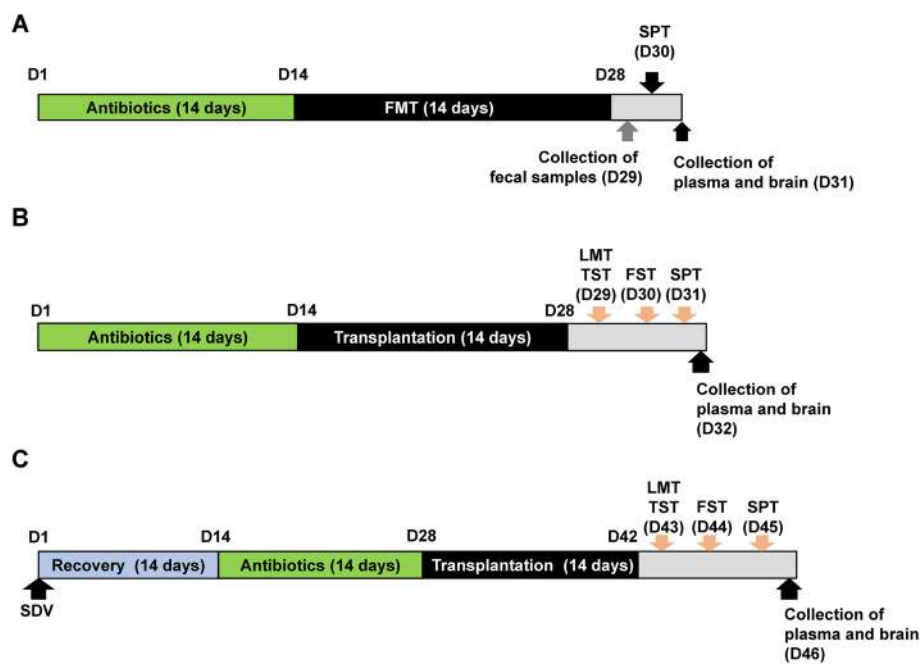 A
SPT
(D30)
D1
D14
D28
Antibiotics (14 days)
FMT (14 days)
Collection of
fecal samples (D29)
Collection of
plasma and brain (D31)
B
LMT
TST
(D29)
FST
(D30)
SPT
(D31)
D1
D14
D28
Antibiotics (14 days)
Transplantation (14 days)
Collection of
plasma and brain
(D32)
C
LMT
TST
(D43)
FST
(D44)
SPT
(D45)
D1
D14
D28
D42
Recovery (14 days)
Antibiotics (14 days)
Transplantation (14 days)
SDV
Collection of
plasma and brain
(D46)